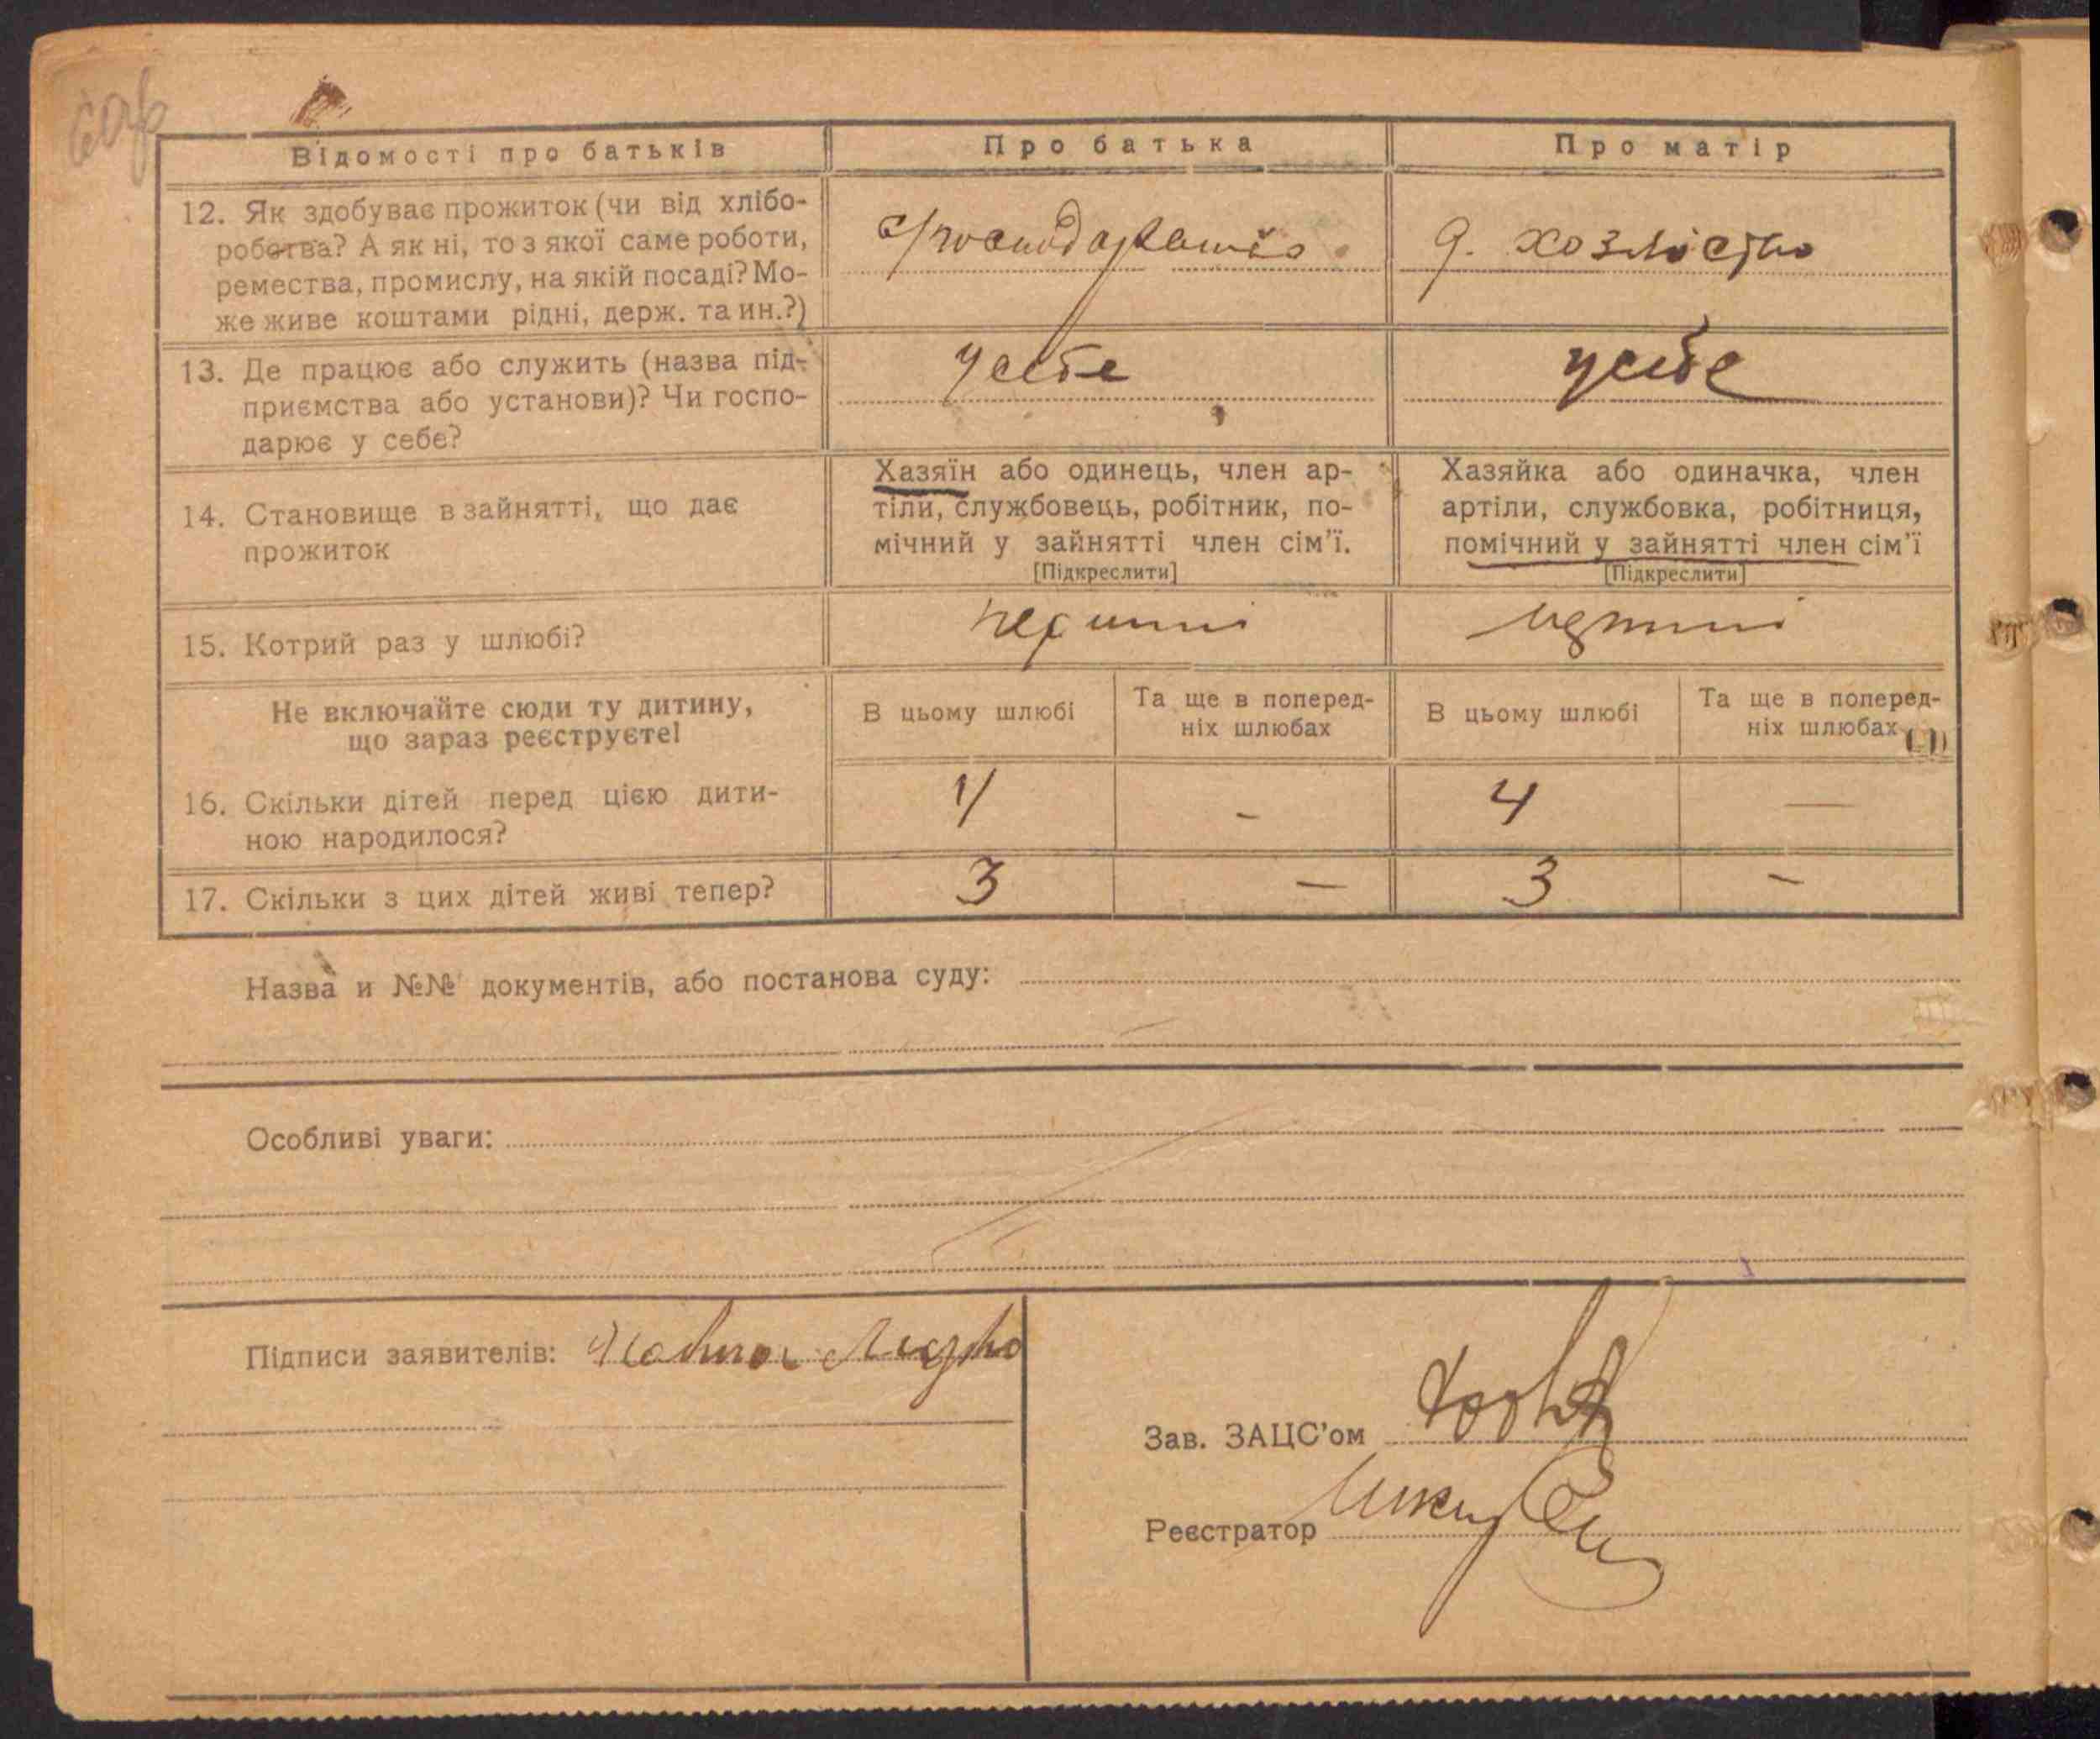 60
Відомості про батьків
Про батька
Про матір
12. Як здобуває прожиток (чи від хлібо-
робства? А як ні, то з якої саме роботи,
ремества, промислу, на якій посаді? Мо-
же живе коштами рідні, держ. та ин.?)
с/господарство
д. хозяйство
13. Де працює або служить (назва під-
приємства або установи)? Чи госпо-
дарює у себе?
у себе
у себе
14. Становище в зайнятті, що дає
прожиток
Хазяїн або одинець, член ар-
тіли, службовець, робітник, по-
мічний у зайнятті член сім'ї.
[Підкреслити]
Хазяйка або одиначка, член
артіли, службовка, робітниця,
помічний у зайнятті член сім'ї
[Підкреслити]
15. Котрий раз у шлюбі?
Не включайте сюди ту дитину,
що зараз реєструєте!
В цьому шлюбі
Та ще в поперед-
ніх шлюбах
В цьому шлюбі
Та ще в поперед-
ніх шлюбах
16. Скільки дітей перед цією дити-
ною народилося?
4 - 4 —
17. Скільки з цих дітей живі тепер?
3 — 3 -
Назва и №№ документів, або постанова суду:
Особливі уваги:
Підписи заявителів:
Зав. ЗАЦС'ом
Реєстратор